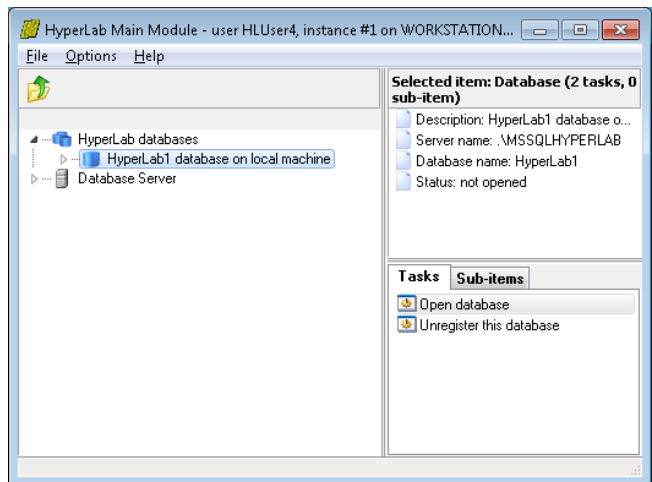 HyperLab Main Module - user HLUser4, instance #1 on WORKSTATION...
File Options Help
Selected item: Database (2 tasks, 0
sub-item)
Description: HyperLab1 database o...
Server name: .\MSSQLHYPERLAB
Database name: HyperLab1
Status: not opened
HyperLab databases
HyperLab1 database on local machine
Database Server
Tasks Sub-items
Open database
Unregister this database